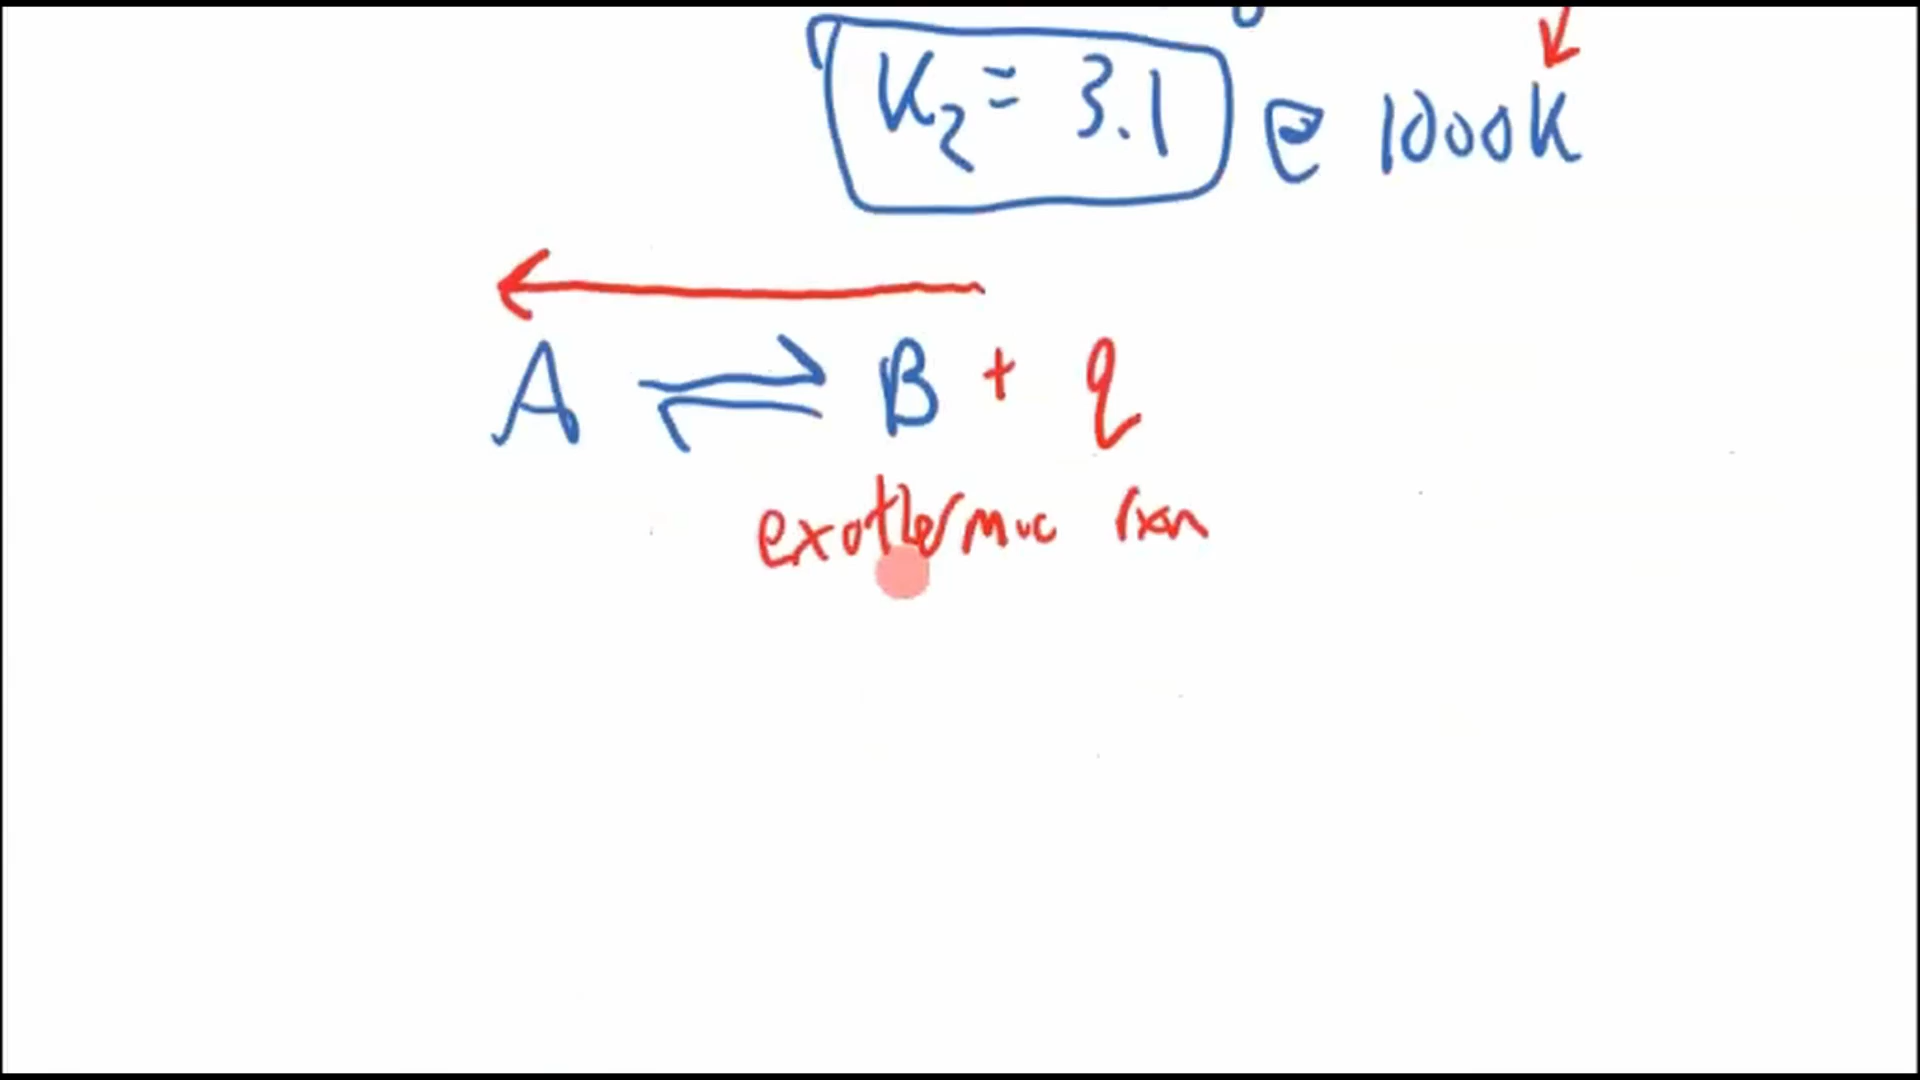 K₂ = 3.1 @ 1000K
A ⇌ B + q
exothermic rxn